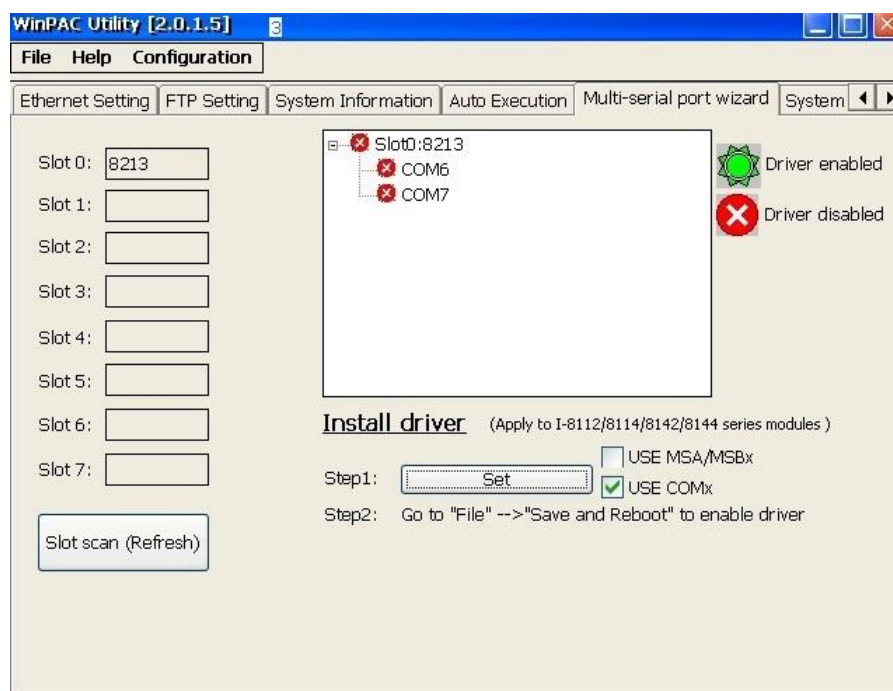 WinPAC Utility [2.0.1.5] 3
File Help Configuration
Ethernet Setting FTP Setting System Information Auto Execution Multi-serial port wizard System
Slot 0: 8213
Slot 1:
Slot 2:
Slot 3:
Slot 4:
Slot 5:
Slot 6:
Slot 7:
Slot scan (Refresh)
Slot0:8213
COM6
COM7
Driver enabled
Driver disabled
Install driver (Apply to I-8112/8114/8142/8144 series modules )
USE MSA/MSBx
Step1: Set
USE COMx
Step2: Go to "File" -->"Save and Reboot" to enable driver